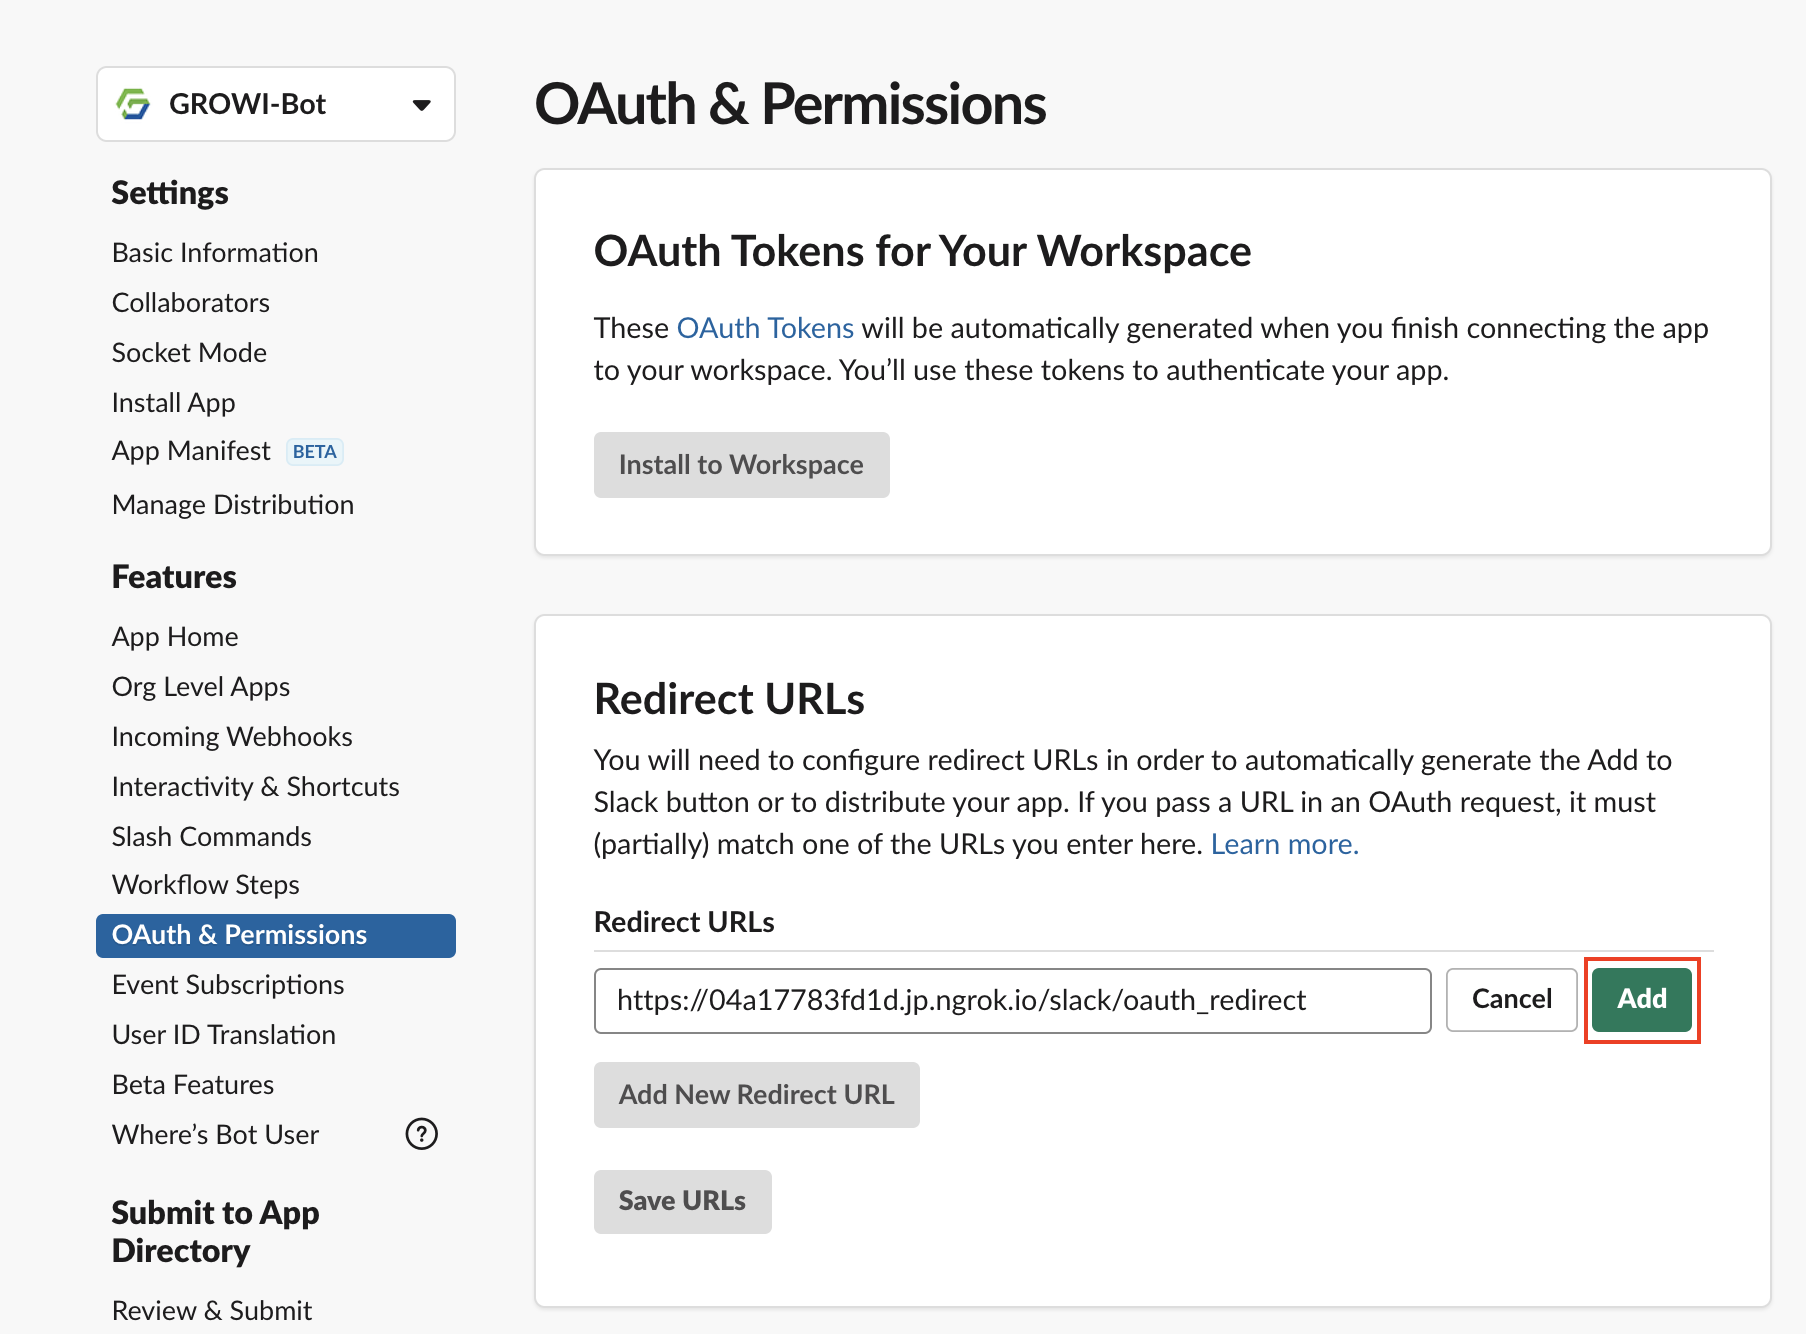 GROWI-Bot
Settings
Basic Information
Collaborators
Socket Mode
Install App
App Manifest BETA
Manage Distribution
Features
App Home
Org Level Apps
Incoming Webhooks
Interactivity & Shortcuts
Slash Commands
Workflow Steps
OAuth & Permissions
Event Subscriptions
User ID Translation
Beta Features
Where’s Bot User ?
Submit to App
Directory
Review & Submit
OAuth & Permissions
OAuth Tokens for Your Workspace
These OAuth Tokens will be automatically generated when you finish connecting the app
to your workspace. You’ll use these tokens to authenticate your app.
Install to Workspace
Redirect URLs
You will need to configure redirect URLs in order to automatically generate the Add to
Slack button or to distribute your app. If you pass a URL in an OAuth request, it must
(partially) match one of the URLs you enter here. Learn more.
Redirect URLs
https://04a17783fd1d.jp.ngrok.io/slack/oauth_redirect Cancel Add
Add New Redirect URL
Save URLs